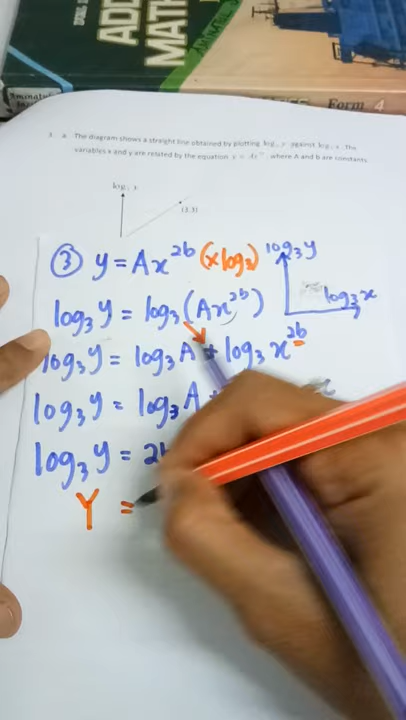 ADD
MATH
Form 4
3 a. The diagram shows a straight line obtained by plotting log₃ y against log₃ x. The
variables x and y are related by the equation y = Ax²ᵇ, where A and b are constants.
(2,3)
③ y = Ax²ᵇ (×log₃)
log₃ y
log₃ x
log₃ y = log₃ (Ax²ᵇ)
log₃ y = log₃ A + log₃ x²ᵇ
log₃ y = log₃ A
log₃ y = 2b
Y =